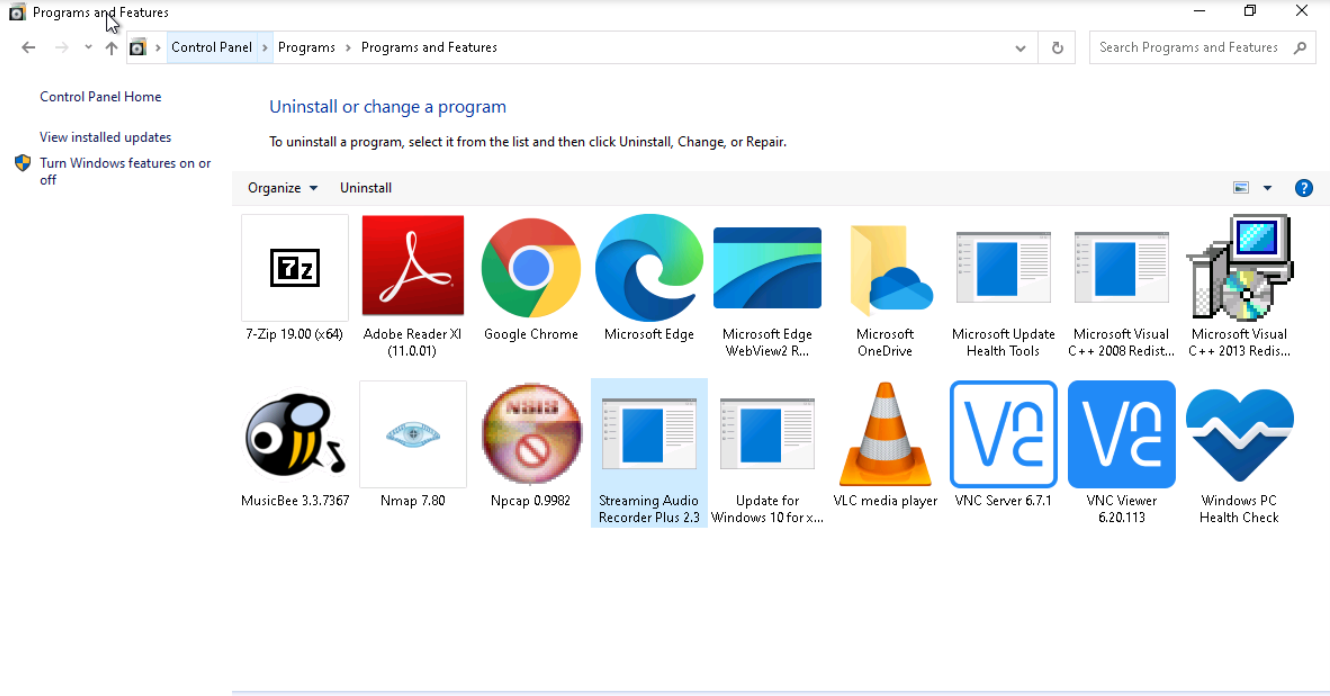 Programs and Features
Control Panel > Programs > Programs and Features
Search Programs and Features
Control Panel Home
View installed updates
Turn Windows features on or
off
Uninstall or change a program
To uninstall a program, select it from the list and then click Uninstall, Change, or Repair.
Organize Uninstall
?
7z
7-Zip 19.00 (x64)
Adobe Reader XI
(11.0.01)
Google Chrome
Microsoft Edge
Microsoft Edge
WebView2 R...
Microsoft
OneDrive
Microsoft Update
Health Tools
Microsoft Visual
C++ 2008 Redist...
Microsoft Visual
C++ 2013 Redis...
MusicBee 3.3.7367
Nmap 7.80
NSIS
Npcap 0.9982
Streaming Audio
Recorder Plus 2.3
Update for
Windows 10 for x...
VLC media player
Vnc
VNC Server 6.7.1
Vnc
VNC Viewer
6.20.113
Windows PC
Health Check